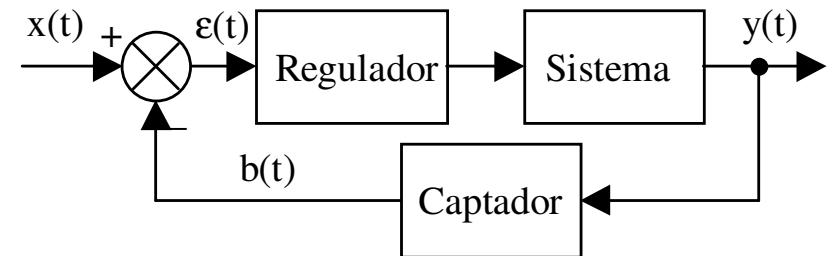 x(t)
+
ε(t)
Regulador
Sistema
y(t)
−
b(t)
Captador